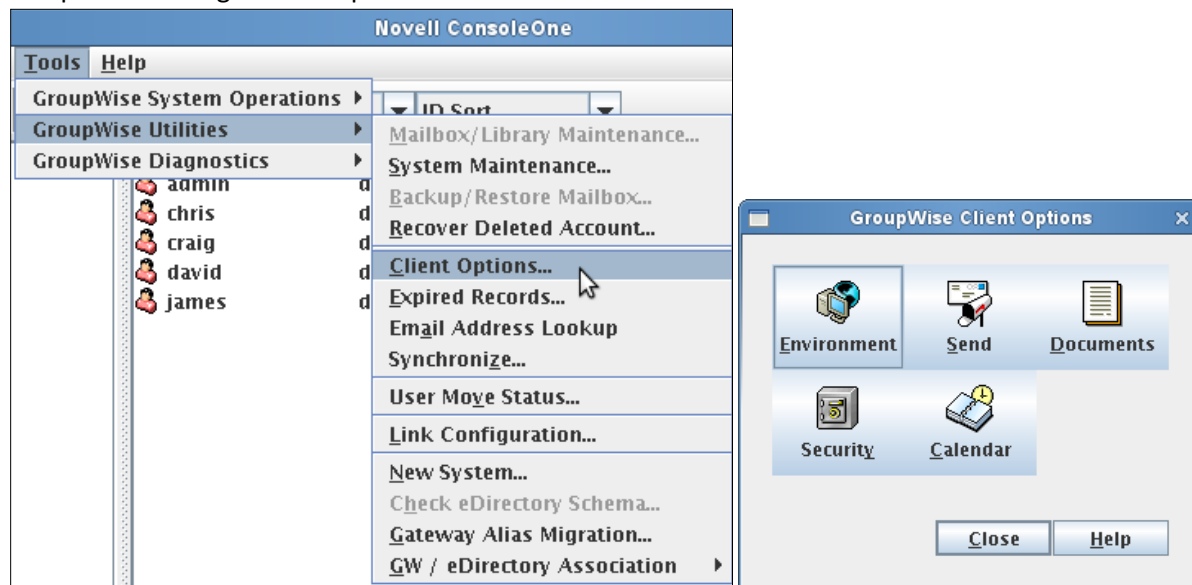 Novell ConsoleOne
Tools Help
GroupWise System Operations
ID Sort
GroupWise Utilities
GroupWise Diagnostics
admin
chris
craig
david
james
Mailbox/Library Maintenance...
System Maintenance...
Backup/Restore Mailbox...
Recover Deleted Account...
Client Options...
Expired Records...
Email Address Lookup
Synchronize...
User Move Status...
Link Configuration...
New System...
Check eDirectory Schema...
Gateway Alias Migration...
GW / eDirectory Association
GroupWise Client Options
Environment
Send
Documents
Security
Calendar
Close
Help